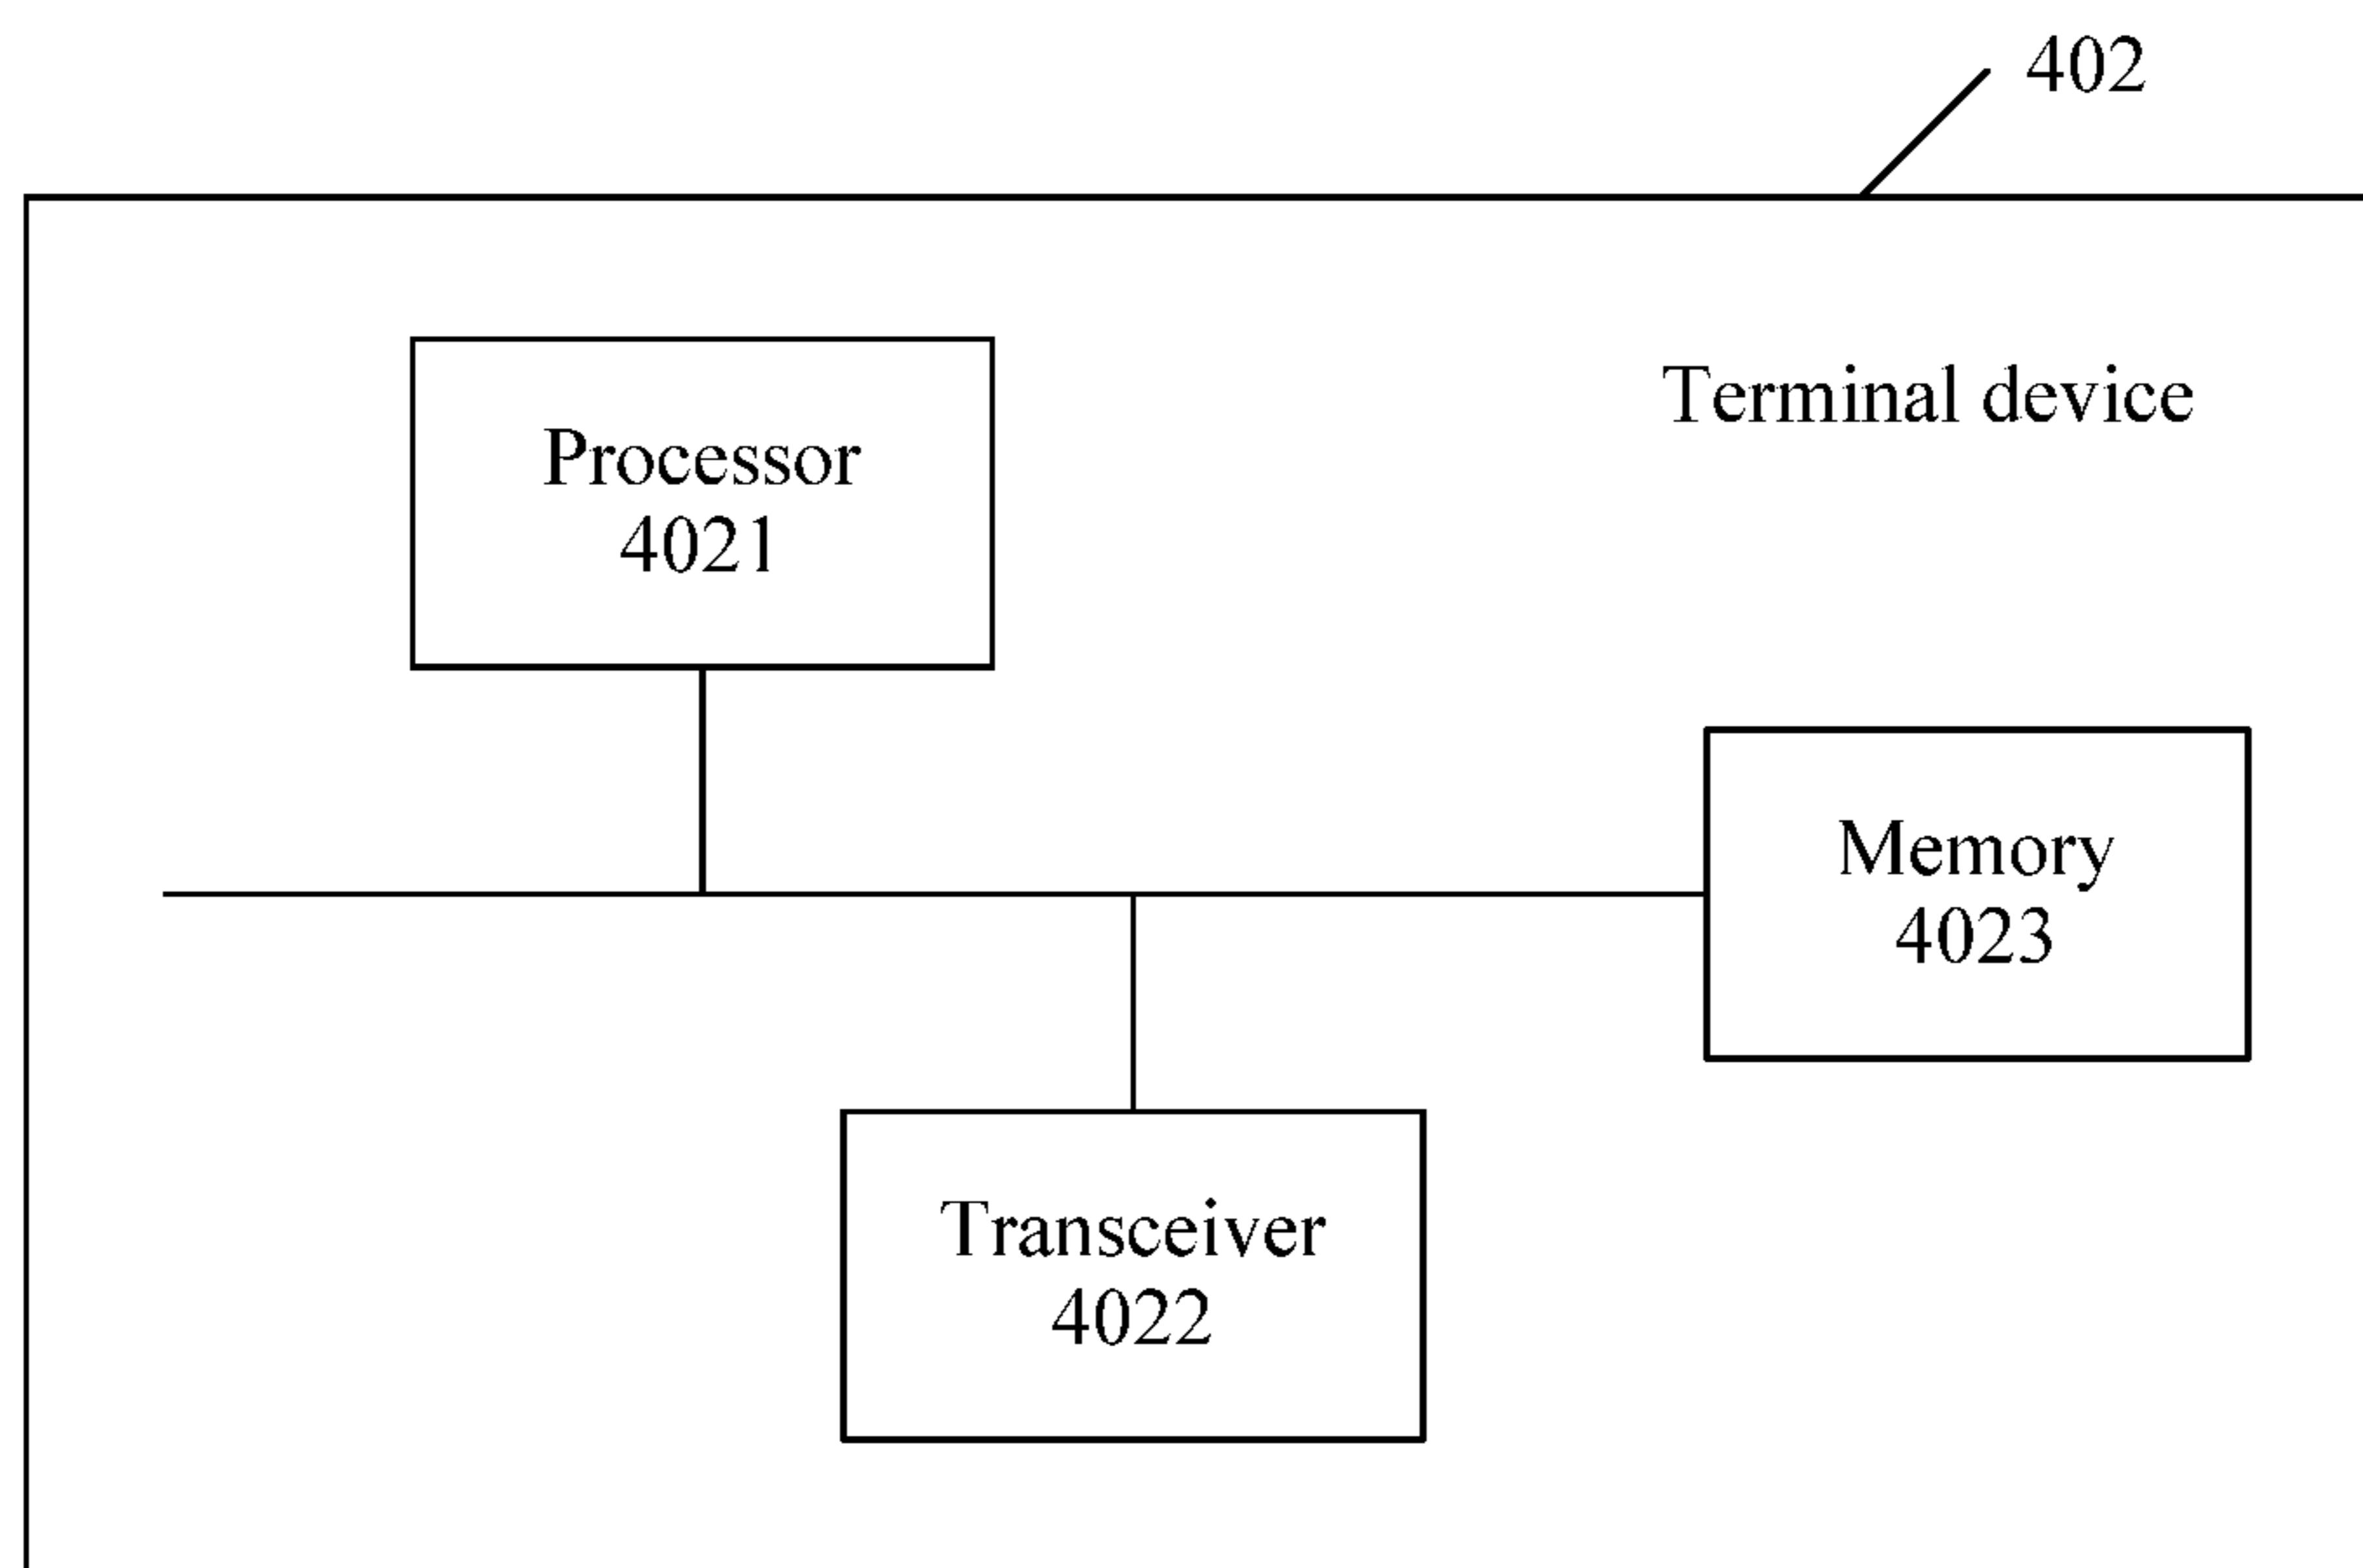 402
Terminal device
Processor
4021
Memory
4023
Transceiver
4022